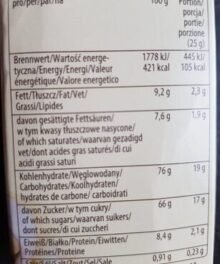 pro/per/par/na 100 g Portion/
porcja/
portie/
porzione
(25 g)
Brennwert/Wartość energe- 1778 kJ/ 445 kJ/
tyczna/Energy/Energi/Valeur 421 kcal 105 kcal
énergétique/Valore energetico
Fett/Tłuszcz/Fat/Vet/ 9,2 g 2,3 g
Grassi/Lipides
davon gesättigte Fettsäuren/ 7,6 g 1,9 g
w tym kwasy tłuszczowe nasycone/
of which saturates/waarvan verzadigd
vet/dont acides gras saturés/di cui
acidi grassi saturi
Kohlenhydrate/Węglowodany/ 76 g 19 g
Carbohydrates/Koolhydraten/
hydrates de carbone/ carboidrati
davon Zucker/w tym cukry/ 66 g 17 g
of which sugars/waarvan suikers/
dont sucres/di cui zuccheri
Eiweiß/Białko/Protein/Eiwitten/ 8,4 g 2,1 g
Protéines/Proteine
0,91 g 0,23 g